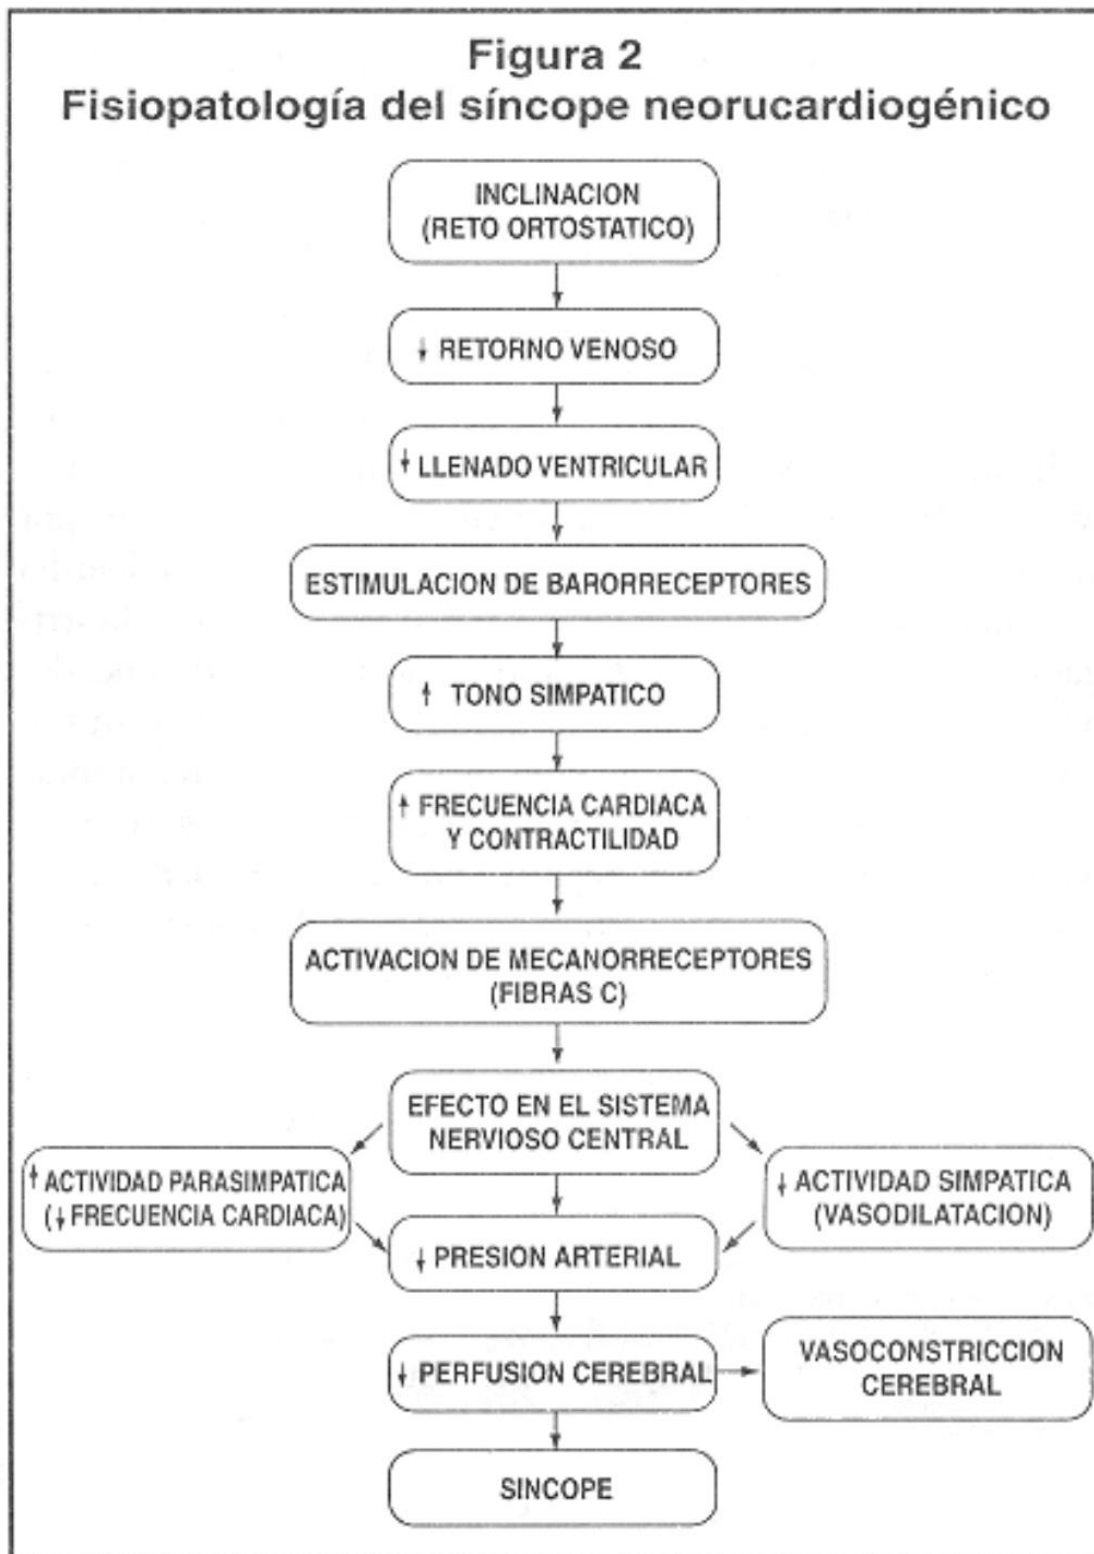 Figura 2
Fisiopatología del síncope neorucardiogénico
INCLINACION
(RETO ORTOSTATICO)
↓ RETORNO VENOSO
↓ LLENADO VENTRICULAR
ESTIMULACION DE BARORRECEPTORES
↑ TONO SIMPATICO
↑ FRECUENCIA CARDIACA
Y CONTRACTILIDAD
ACTIVACION DE MECANORRECEPTORES
(FIBRAS C)
EFECTO EN EL SISTEMA
NERVIOSO CENTRAL
↑ ACTIVIDAD PARASIMPATICA
(↓ FRECUENCIA CARDIACA)
↓ ACTIVIDAD SIMPATICA
(VASODILATACION)
↓ PRESION ARTERIAL
↓ PERFUSION CEREBRAL
VASOCONSTRICCION
CEREBRAL
SINCOPE